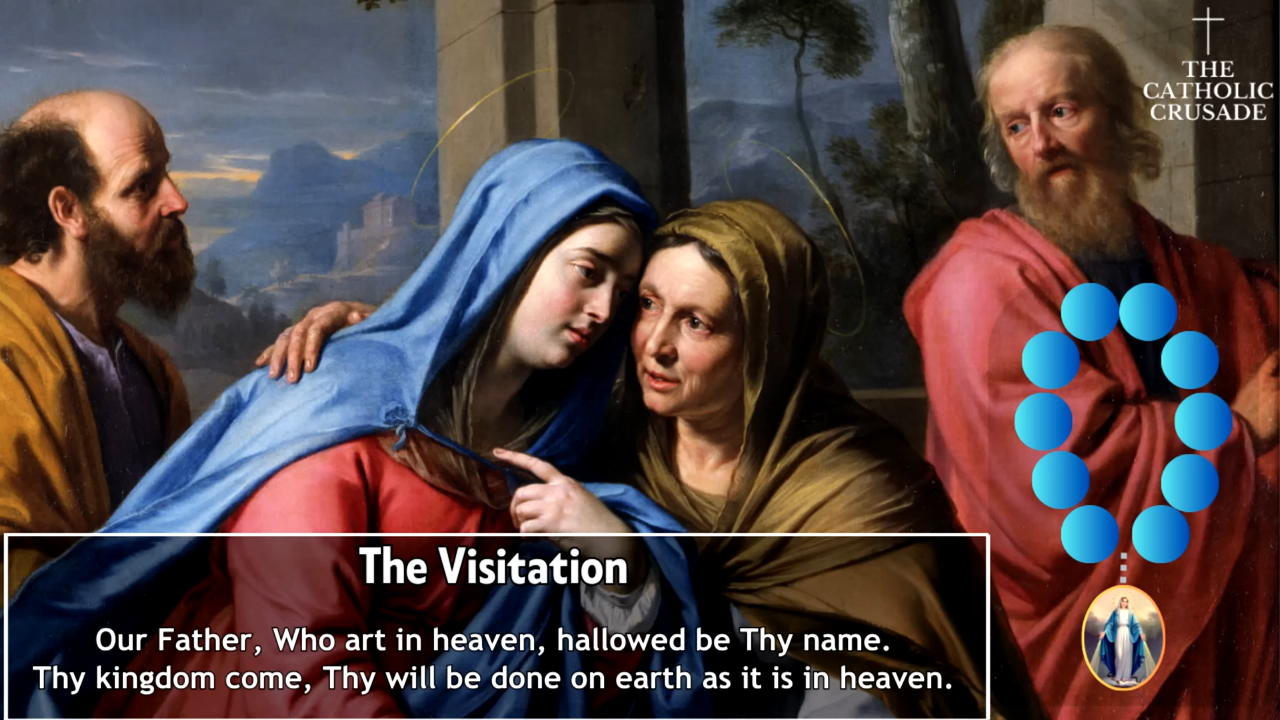 THE
CATHOLIC
CRUSADE
The Visitation
Our Father, Who art in heaven, hallowed be Thy name.
Thy kingdom come, Thy will be done on earth as it is in heaven.